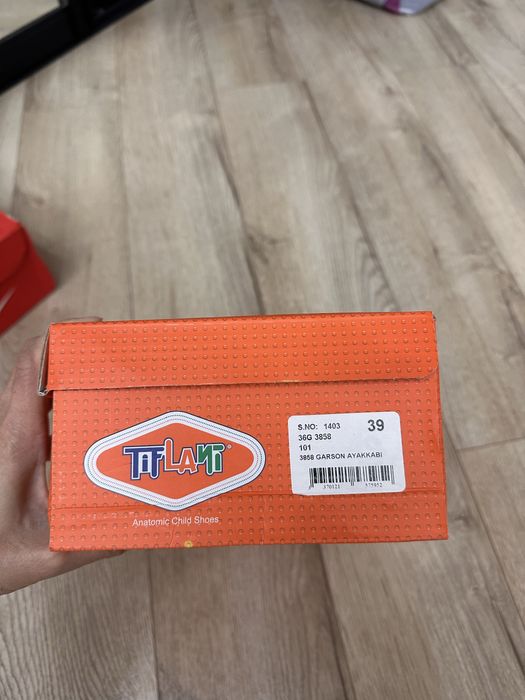 TiFLANi
Anatomic Child Shoes
S.NO: 1403 39
36G 3858
101
3858 GARSON AYAKKABI